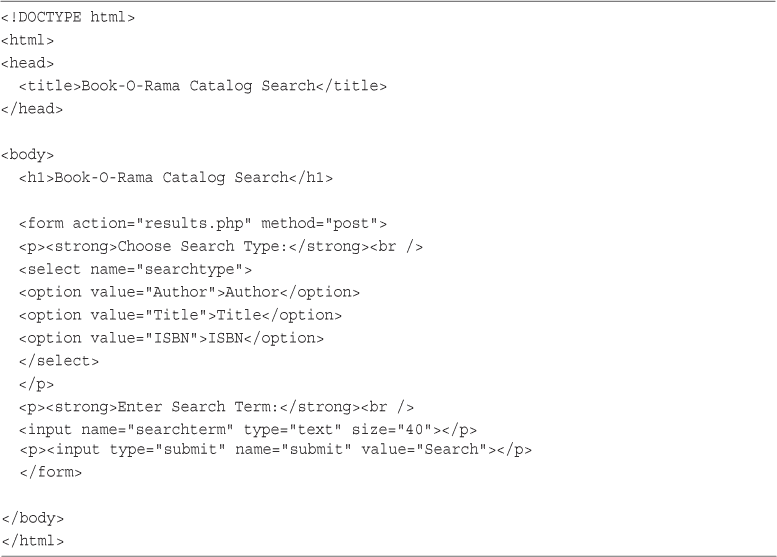 <!DOCTYPE html>
<html>
<head>
  <title>Book-O-Rama Catalog Search</title>
</head>

<body>
  <h1>Book-O-Rama Catalog Search</h1>

  <form action="results.php" method="post">
  <p><strong>Choose Search Type:</strong><br />
  <select name="searchtype">
  <option value="Author">Author</option>
  <option value="Title">Title</option>
  <option value="ISBN">ISBN</option>
  </select>
  </p>
  <p><strong>Enter Search Term:</strong><br />
  <input name="searchterm" type="text" size="40"></p>
  <p><input type="submit" name="submit" value="Search"></p>
  </form>

</body>
</html>